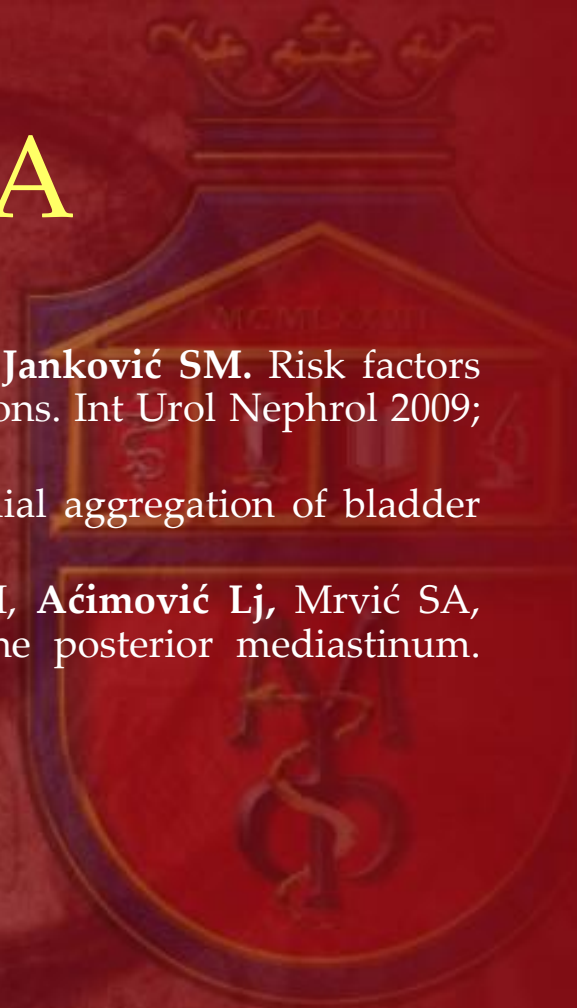 A
Janković SM. Risk factors
ons. Int Urol Nephrol 2009;
ial aggregation of bladder
Aćimović Lj, Mrvić SA,
he posterior mediastinum.